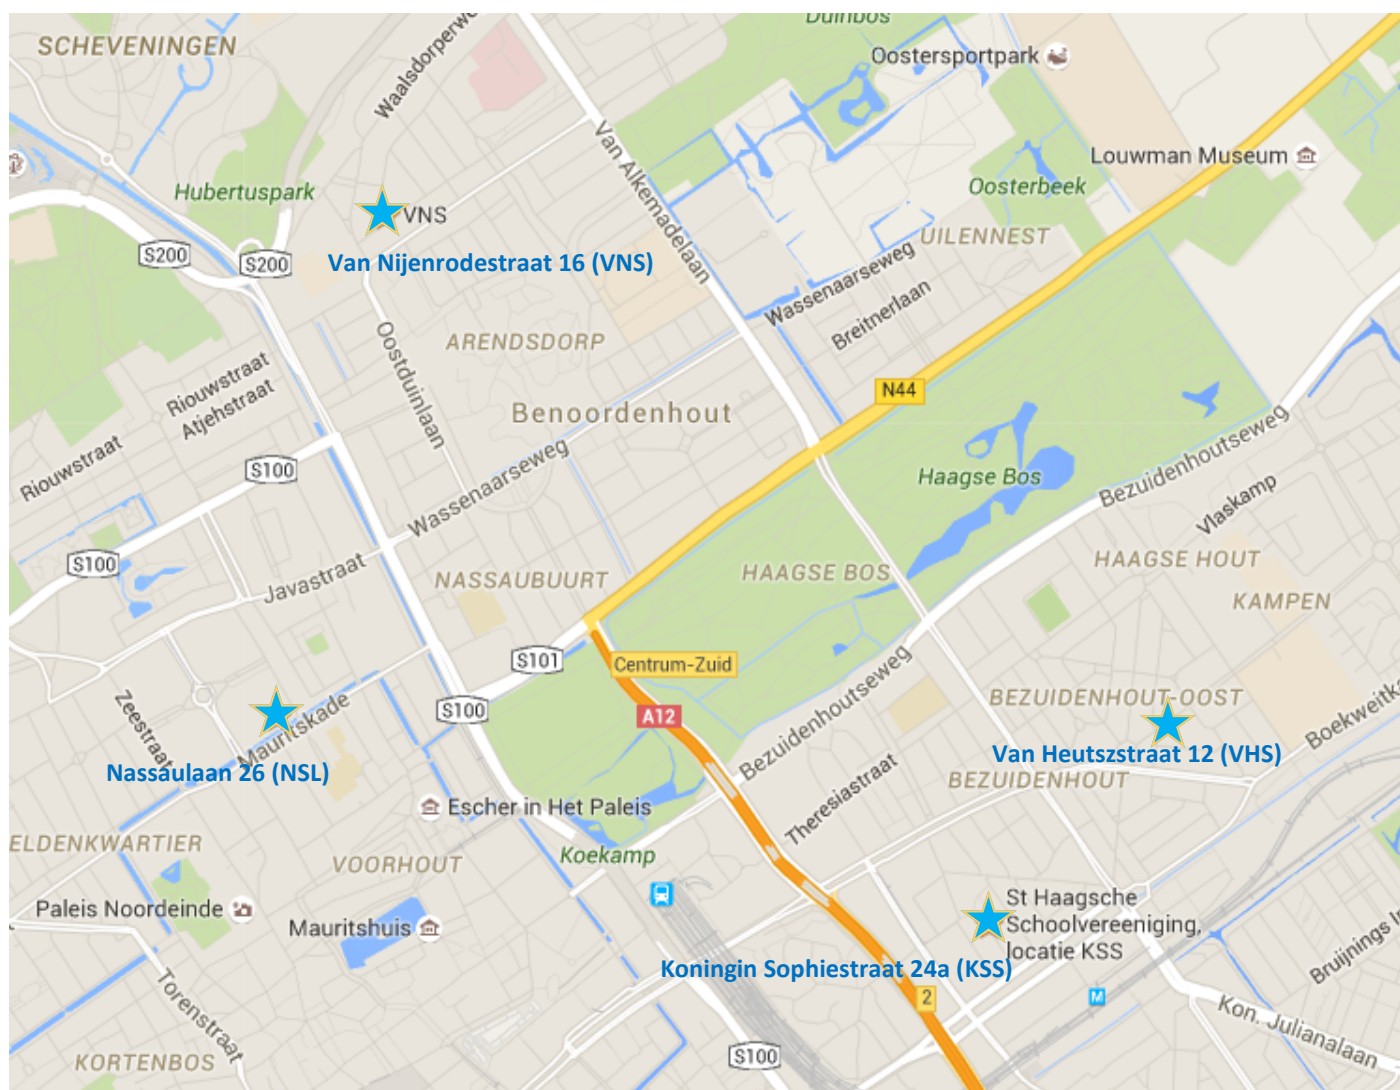 SCHEVENINGEN
Waalsdorperwe
Duinbos
Oostersportpark
Van Alkemadelaan
Louwman Museum
Hubertuspark
VNS
Oosterbeek
S200
S200
Van Nijenrodestraat 16 (VNS)
UILENNEST
Wassenaarseweg
Breitnerlaan
Oostduinlaan
ARENDSDORP
Riouwstraat
Atjehstraat
N44
Benoordenhout
Riouwstraat
S100
Wassenaarseweg
Haagse Bos
Bezuidenhoutseweg
Vlaskamp
S100
Javastraat
NASSAUBUURT
HAAGSE BOS
HAAGSE HOUT
KAMPEN
S101
Centrum-Zuid
Zeestraat
Mauritskade
S100
A12
Bezuidenhoutseweg
BEZUIDENHOUT-OOST
Boekweitka
Nassaulaan 26 (NSL)
Van Heutszstraat 12 (VHS)
BEZUIDENHOUT
Theresiastraat
Escher in Het Paleis
ELDENKWARTIER
VOORHOUT
Koekamp
Paleis Noordeinde
Mauritshuis
St Haagsche
Schoolvereeniging,
locatie KSS
Koningin Sophiestraat 24a (KSS)
Bruijnings I
Torenstraat
2
M
Kon. Julianalaan
KORTENBOS
S100